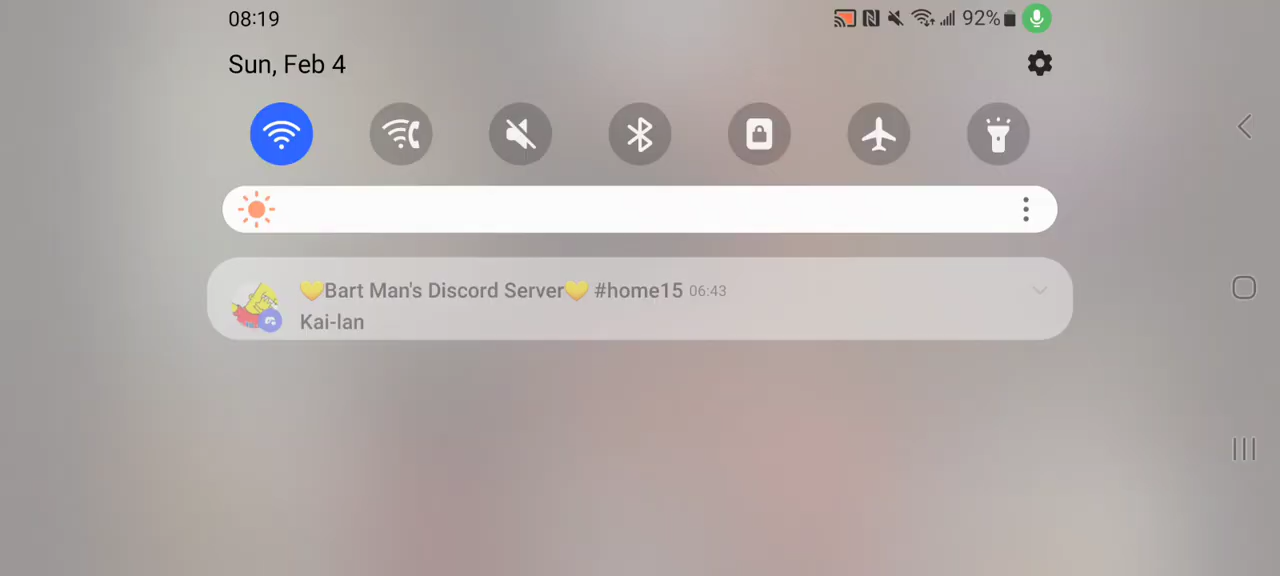 08:19
92%
Sun, Feb 4
💛Bart Man's Discord Server💛 #home15 06:43
Kai-lan